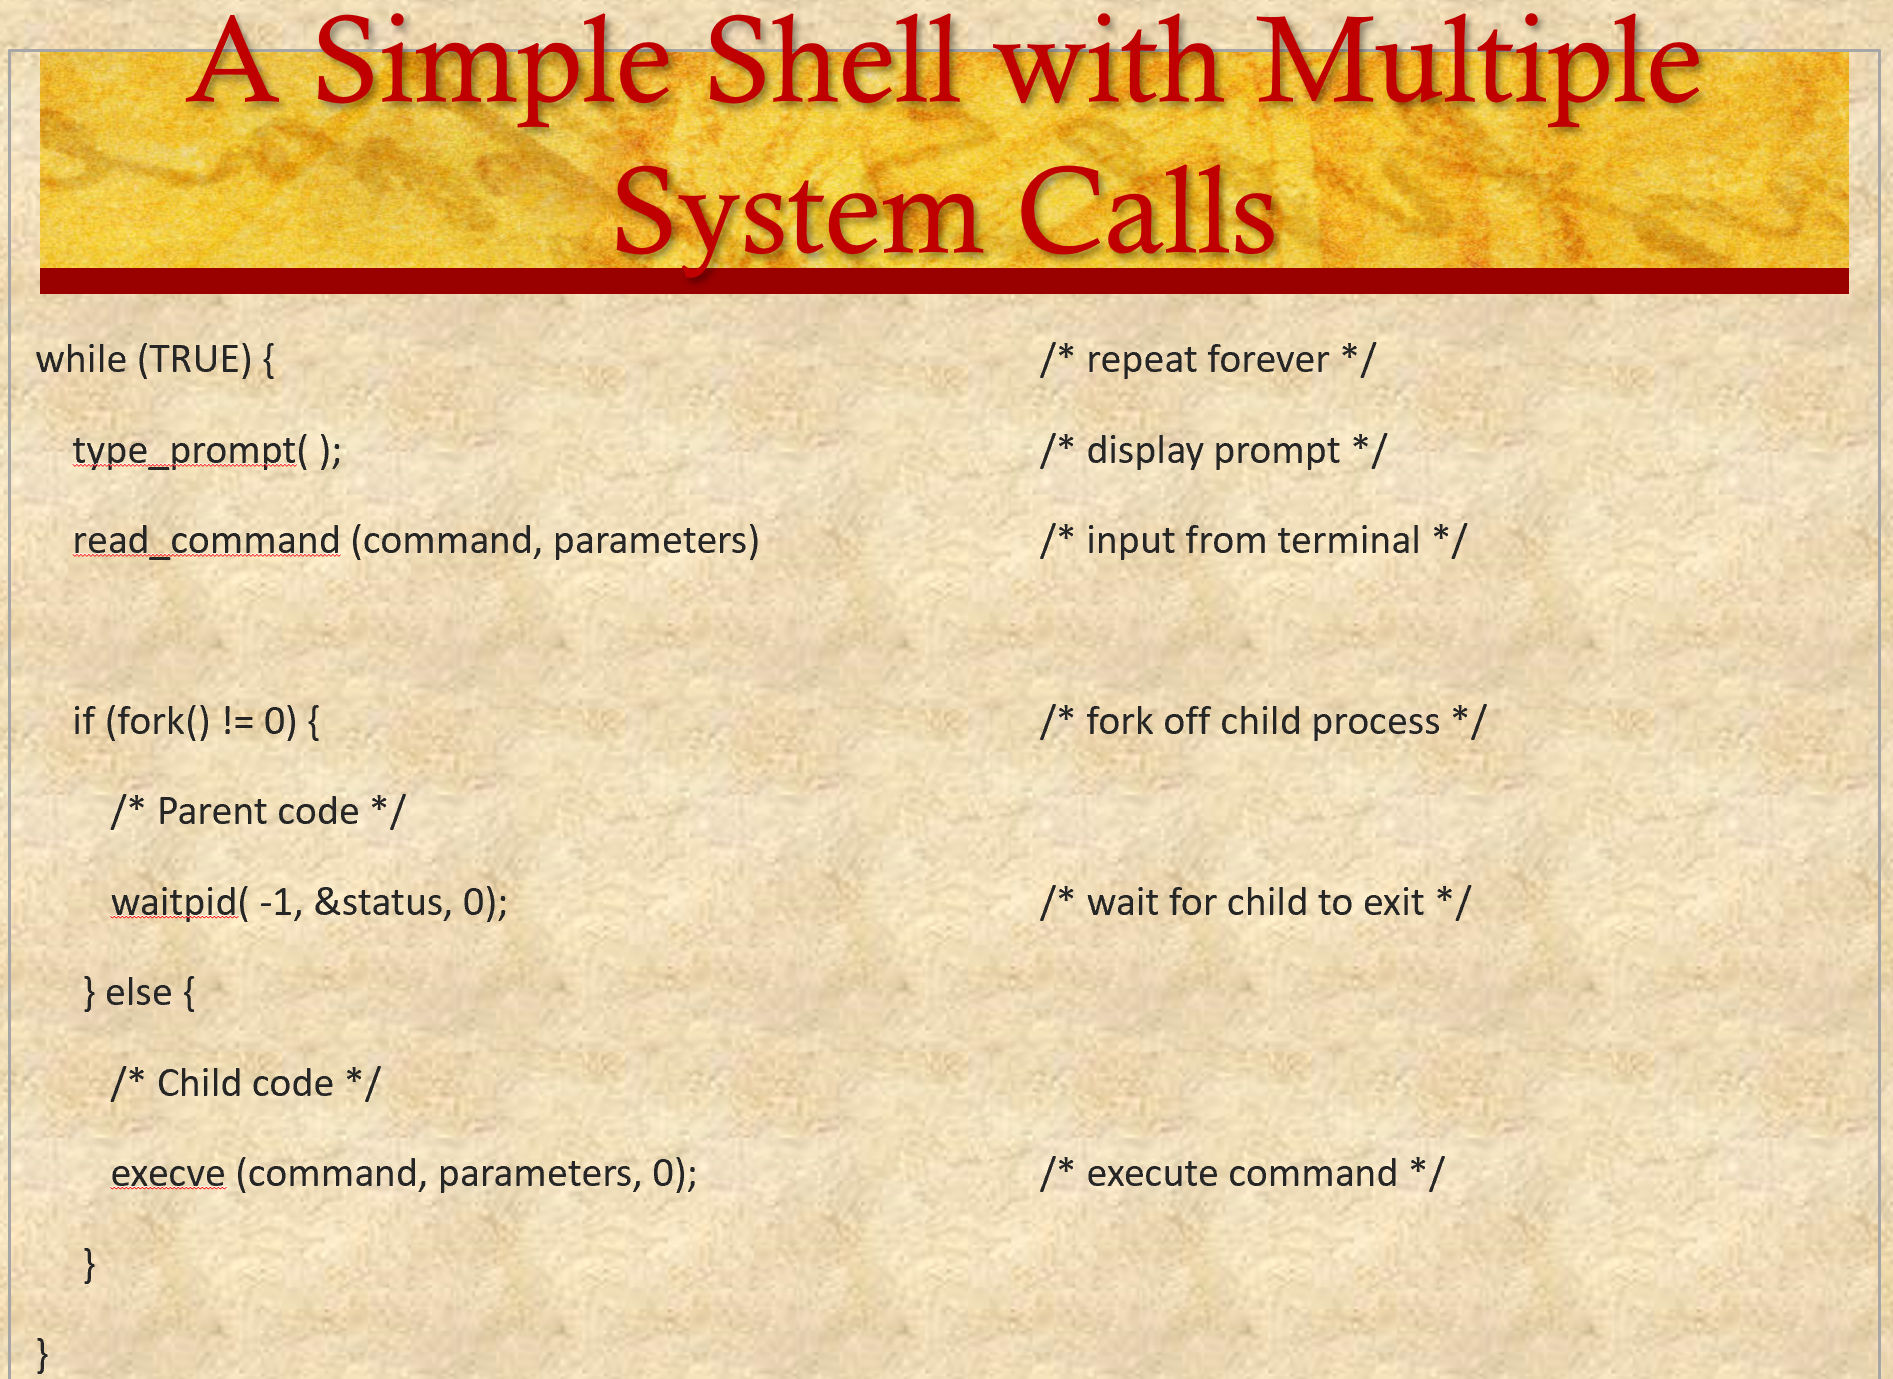 A Simple Shell with Multiple
System Calls
while (TRUE) { /* repeat forever */
type_prompt( ); /* display prompt */
read_command (command, parameters) /* input from terminal */
if (fork() != 0) { /* fork off child process */
/* Parent code */
waitpid( -1, &status, 0); /* wait for child to exit */
} else {
/* Child code */
execve (command, parameters, 0); /* execute command */
}
}